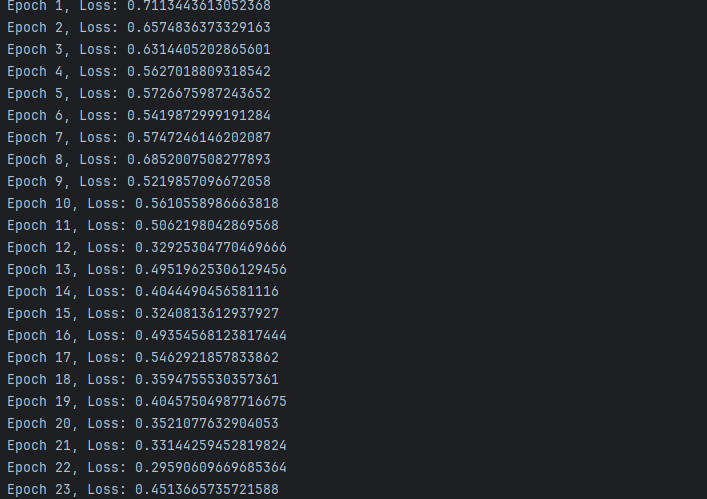 Epoch 1, Loss: 0.7113443613052368
Epoch 2, Loss: 0.6574836373329163
Epoch 3, Loss: 0.6314405202865601
Epoch 4, Loss: 0.5627018809318542
Epoch 5, Loss: 0.5726675987243652
Epoch 6, Loss: 0.5419872999191284
Epoch 7, Loss: 0.5747246146202087
Epoch 8, Loss: 0.6852007508277893
Epoch 9, Loss: 0.5219857096672058
Epoch 10, Loss: 0.5610558986663818
Epoch 11, Loss: 0.5062198042869568
Epoch 12, Loss: 0.32925304770469666
Epoch 13, Loss: 0.49519625306129456
Epoch 14, Loss: 0.4044490456581116
Epoch 15, Loss: 0.3240813612937927
Epoch 16, Loss: 0.49354568123817444
Epoch 17, Loss: 0.5462921857833862
Epoch 18, Loss: 0.3594755530357361
Epoch 19, Loss: 0.40457504987716675
Epoch 20, Loss: 0.3521077632904053
Epoch 21, Loss: 0.33144259452819824
Epoch 22, Loss: 0.29590609669685364
Epoch 23, Loss: 0.4513665735721588